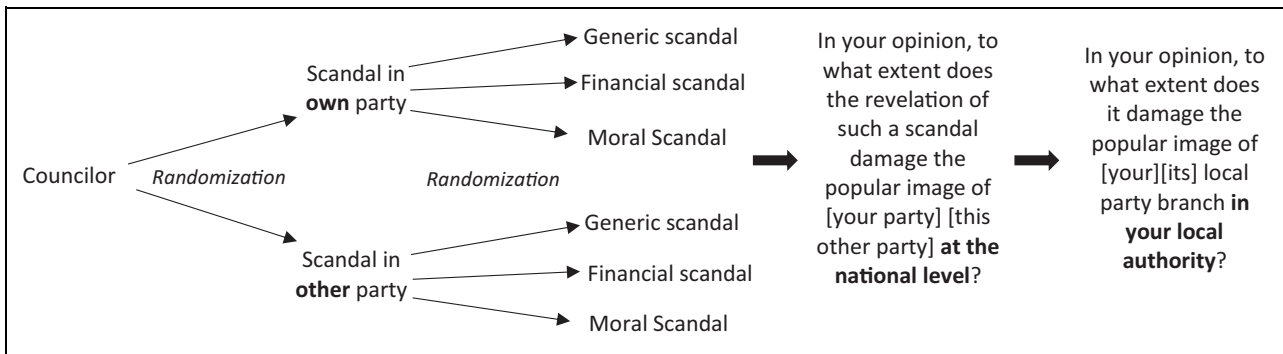 Councilor
Randomization
Scandal in
own party
Scandal in
other party
Randomization
Generic scandal
Financial scandal
Moral Scandal
Generic scandal
Financial scandal
Moral Scandal
In your opinion, to
what extent does
the revelation of
such a scandal
damage the
popular image of
[your party] [this
other party] at the
national level?
In your opinion, to
what extent does
it damage the
popular image of
[your][its] local
party branch in
your local
authority?